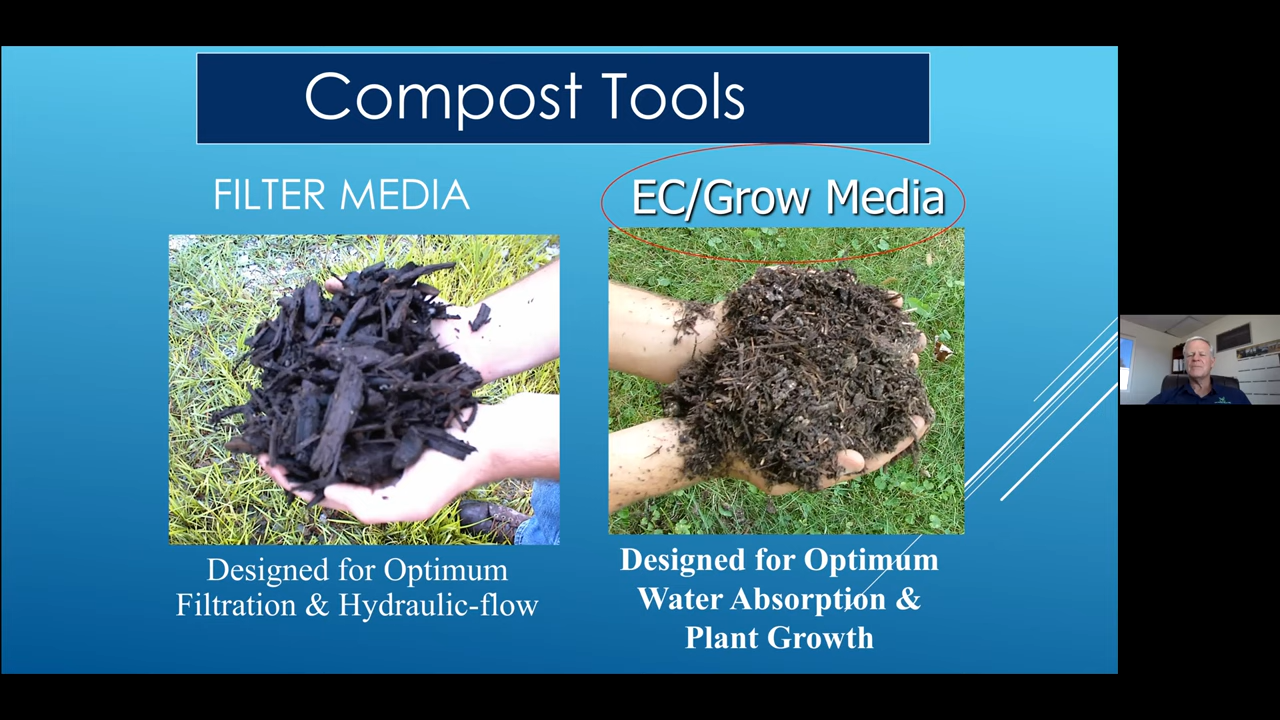 Compost Tools
FILTER MEDIA
EC/Grow Media
Designed for Optimum
Filtration & Hydraulic-flow
Designed for Optimum
Water Absorption &
Plant Growth